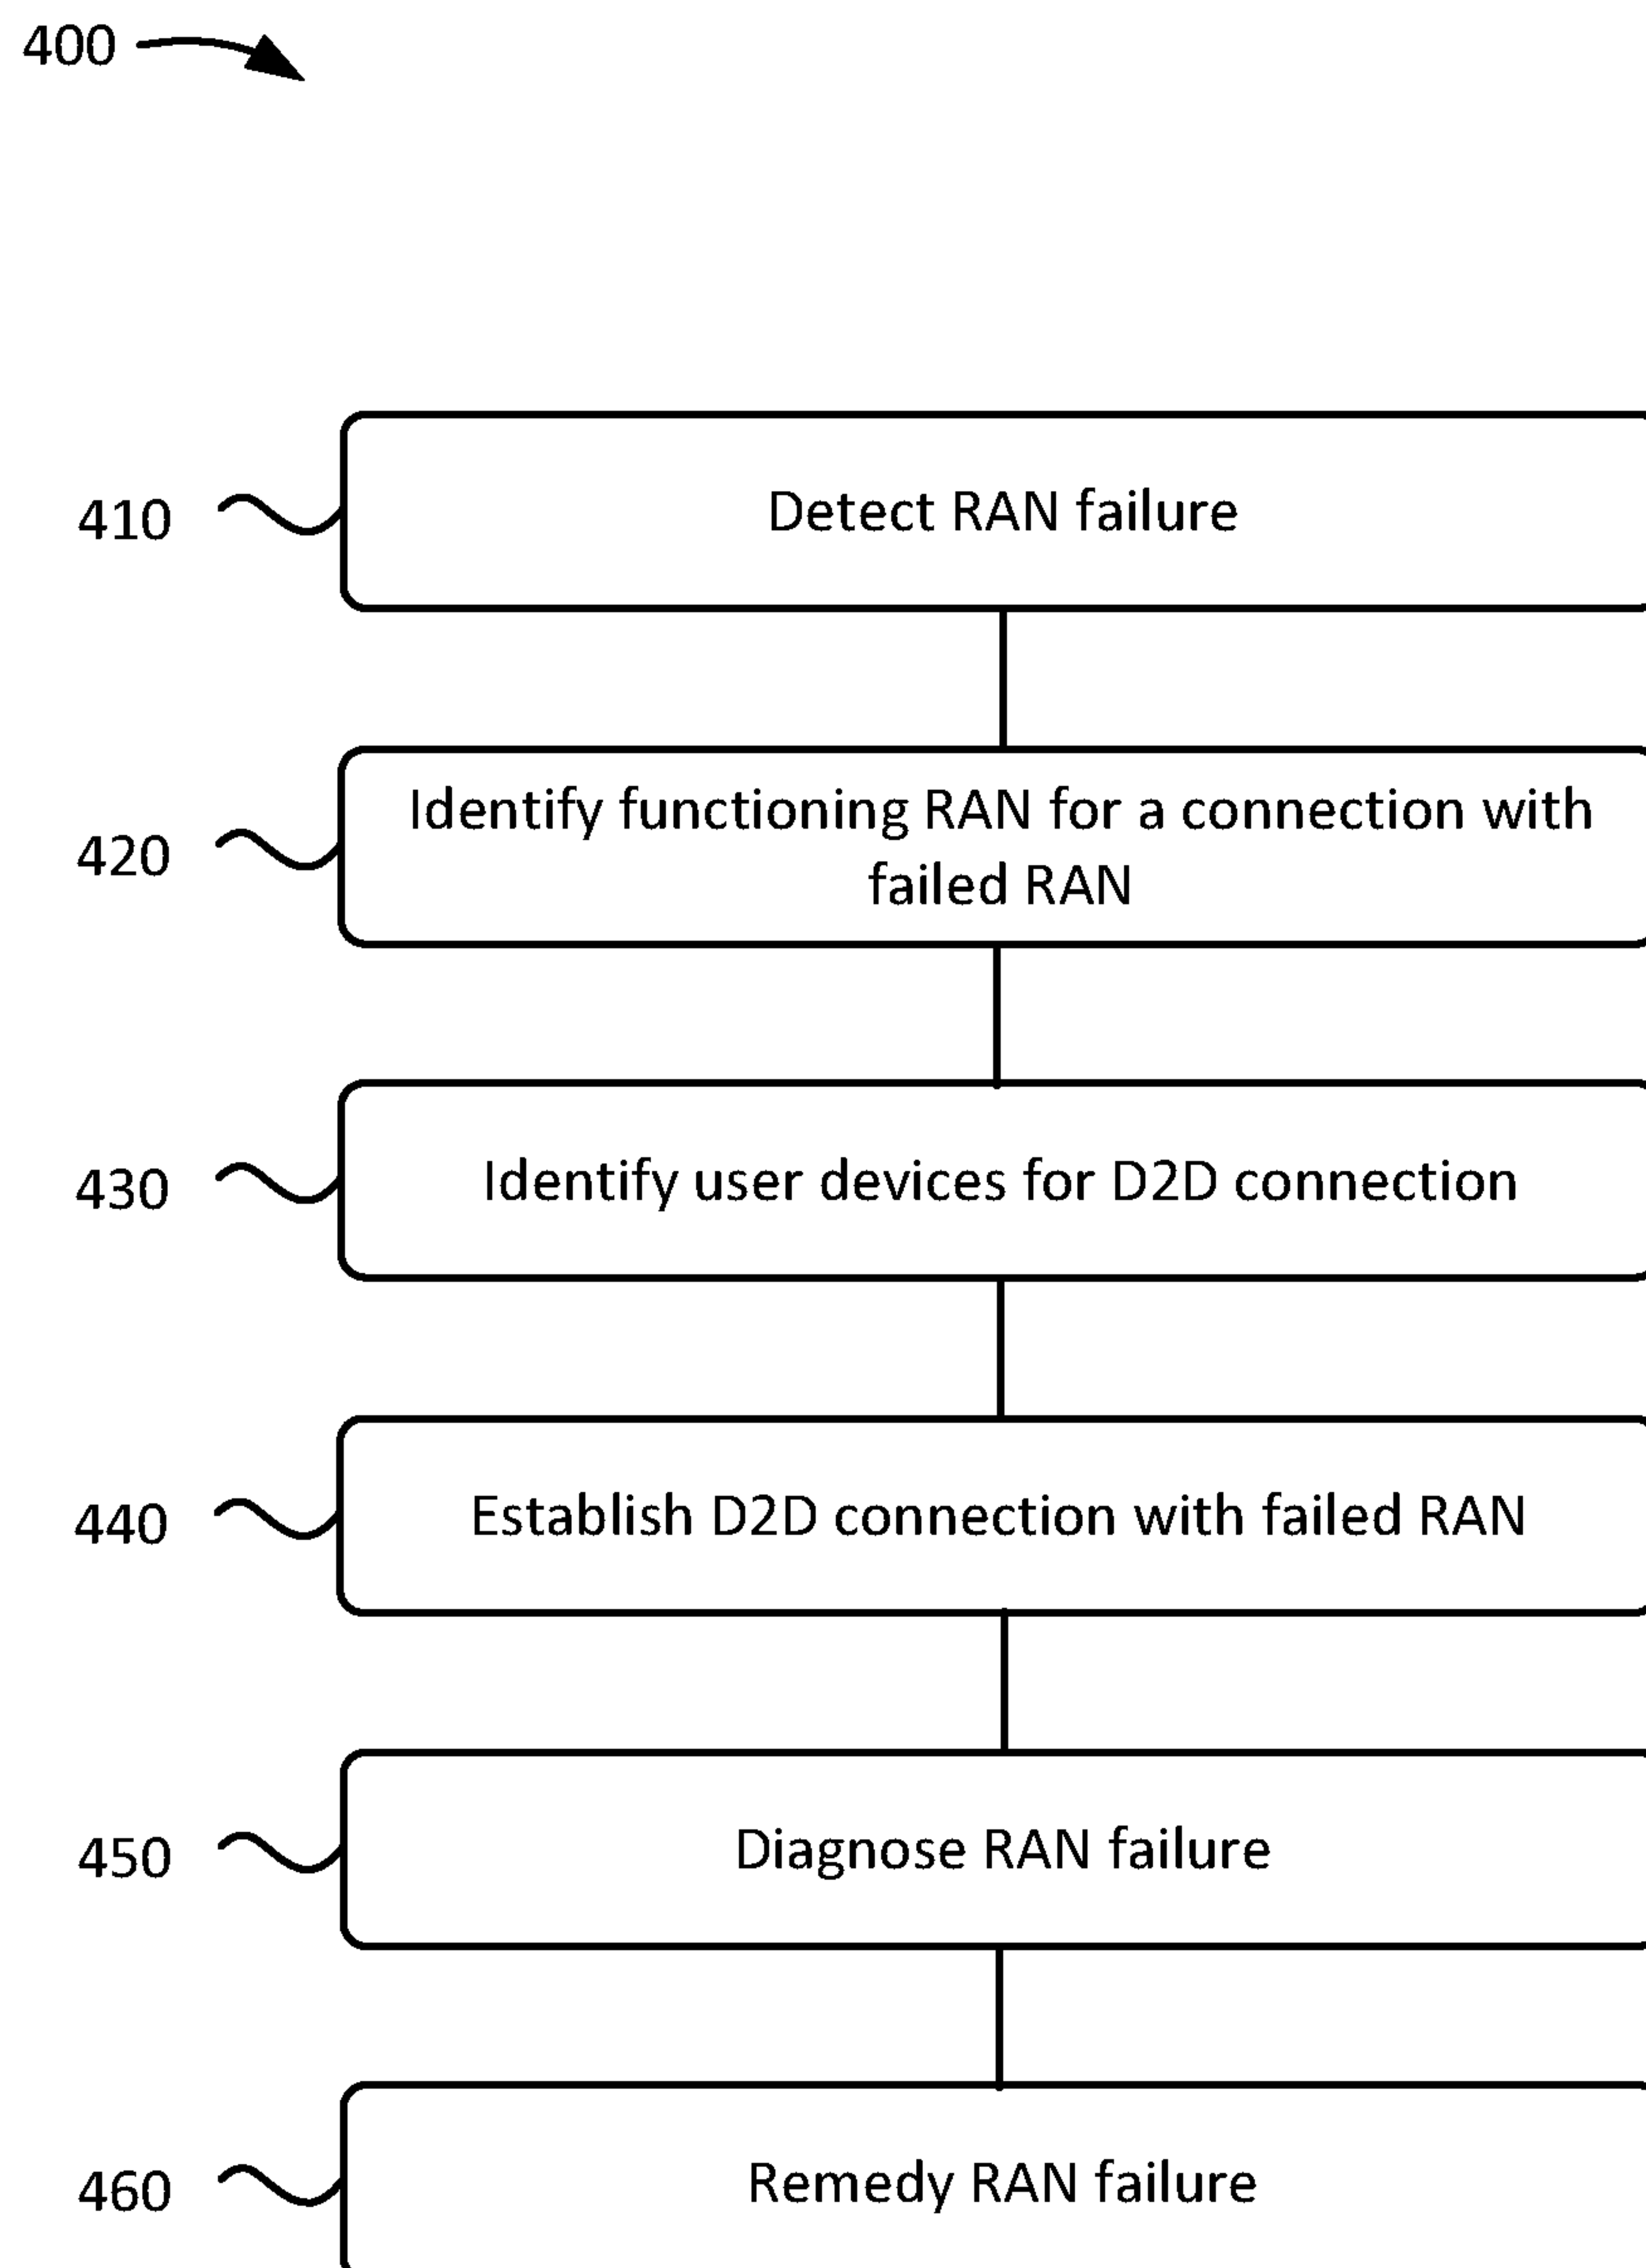 400
410
Detect RAN failure
420
Identify functioning RAN for a connection with
failed RAN
430
Identify user devices for D2D connection
440
Establish D2D connection with failed RAN
450
Diagnose RAN failure
460
Remedy RAN failure